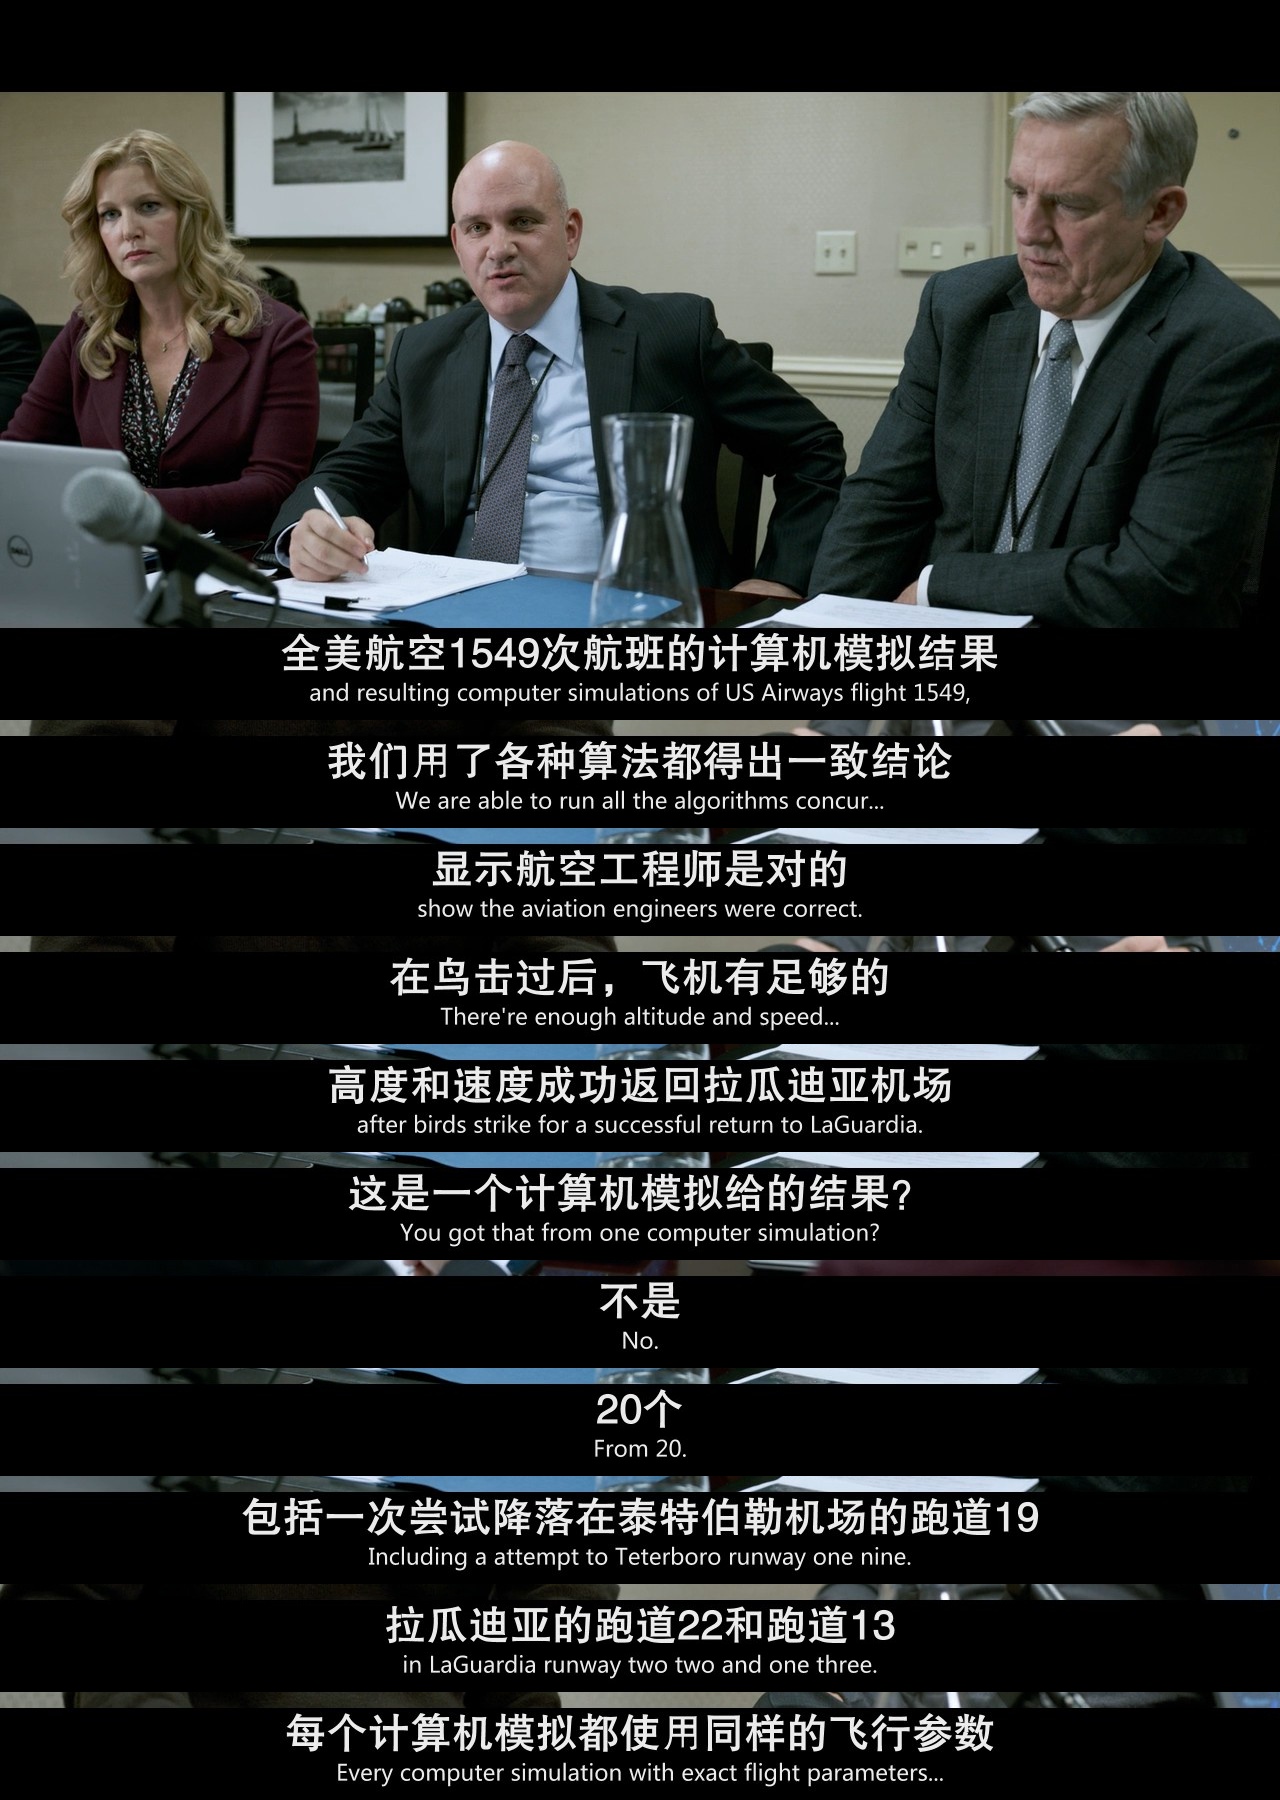 DELL
全美航空1549次航班的计算机模拟结果
and resulting computer simulations of US Airways flight 1549,
我们用了各种算法都得出一致结论
We are able to run all the algorithms concur...
显示航空工程师是对的
show the aviation engineers were correct.
在鸟击过后，飞机有足够的
There're enough altitude and speed...
高度和速度成功返回拉瓜迪亚机场
after birds strike for a successful return to LaGuardia.
这是一个计算机模拟给的结果?
You got that from one computer simulation?
不是
No.
20个
From 20.
包括一次尝试降落在泰特伯勒机场的跑道19
Including a attempt to Teterboro runway one nine.
拉瓜迪亚的跑道22和跑道13
in LaGuardia runway two two and one three.
每个计算机模拟都使用同样的飞行参数
Every computer simulation with exact flight parameters...